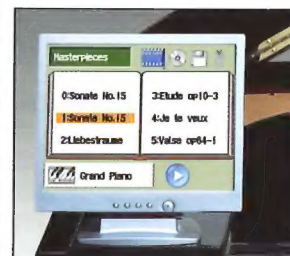 Masterpieces
0:Sonate No.15
1:Sonate No.15
2:Liebestraume
3:Etude op10-3
4:Je te veux
5:Valse op64-1
Grand Piano